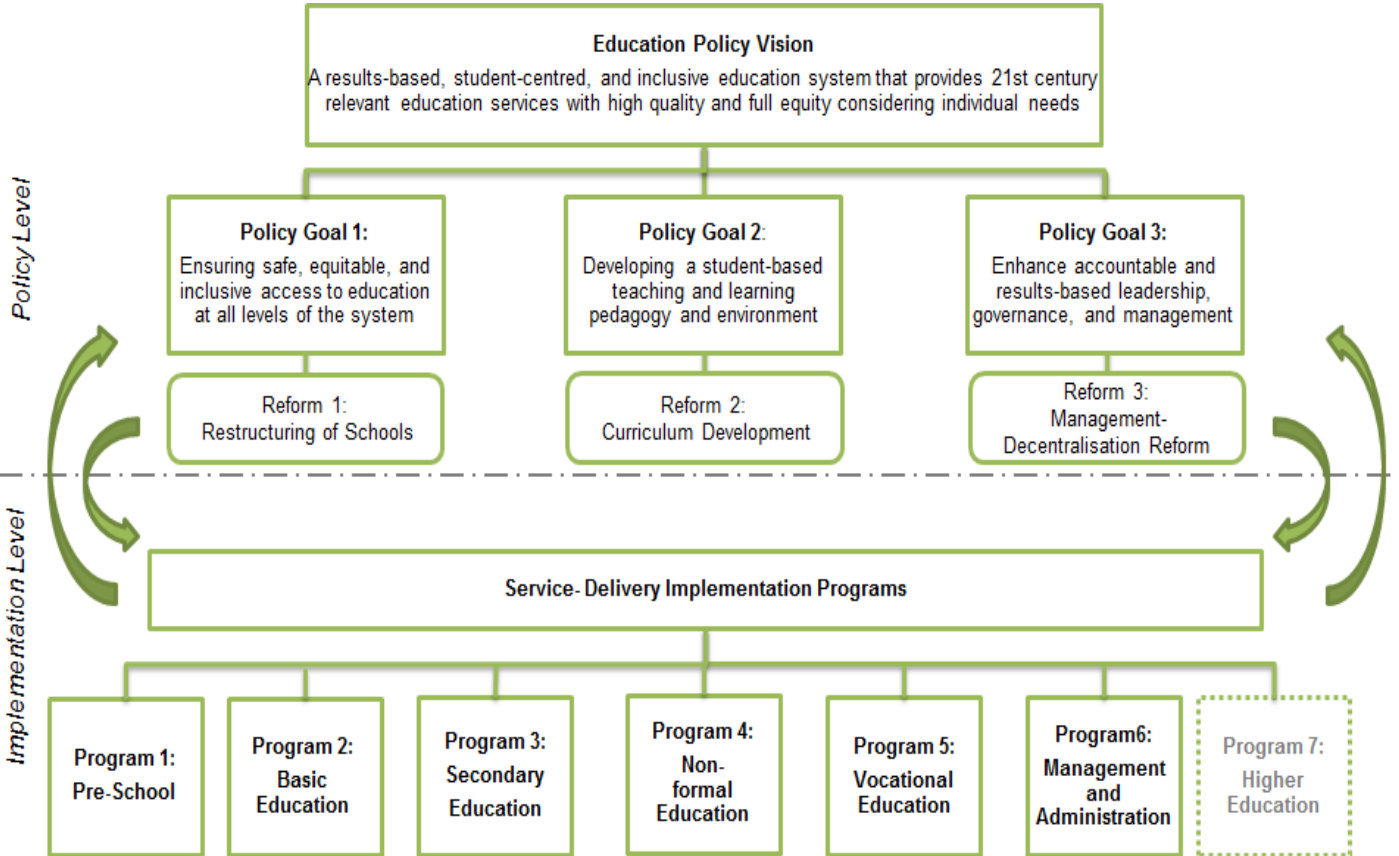 Education Policy Vision
A results-based, student-centred, and inclusive education system that provides 21st century
relevant education services with high quality and full equity considering individual needs
Policy Level
Policy Goal 1:
Ensuring safe, equitable, and
inclusive access to education
at all levels of the system
Policy Goal 2:
Developing a student-based
teaching and learning
pedagogy and environment
Policy Goal 3:
Enhance accountable and
results-based leadership,
governance, and management
Reform 1:
Restructuring of Schools
Reform 2:
Curriculum Development
Reform 3:
Management-
Decentralisation Reform
Implementation Level
Service- Delivery Implementation Programs
Program 1:
Pre-School
Program 2:
Basic
Education
Program 3:
Secondary
Education
Program 4:
Non-
formal
Education
Program 5:
Vocational
Education
Program6:
Management
and
Administration
Program 7:
Higher
Education